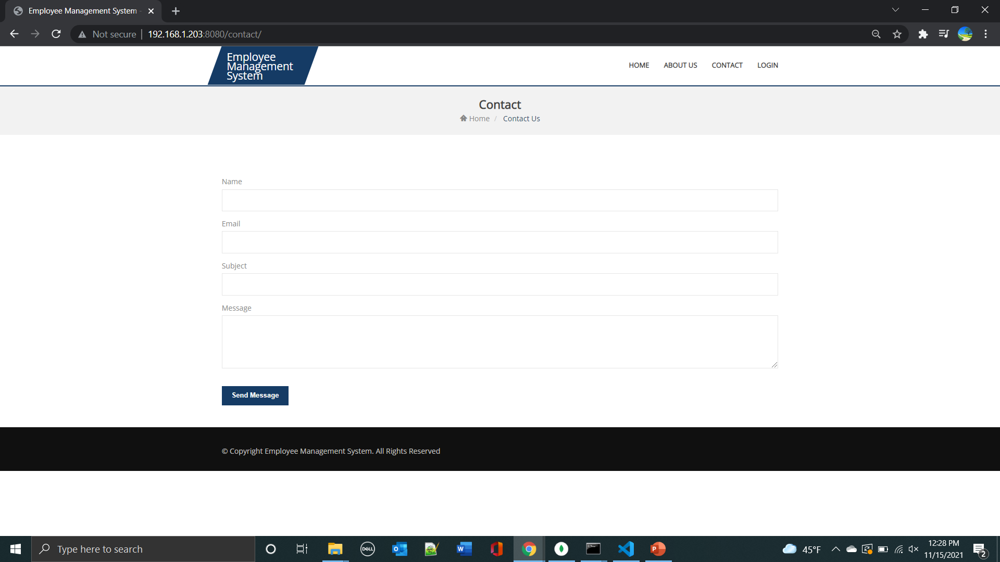 Employee Management System -
Not secure | 192.168.1.203:8080/contact/
Employee
Management
System
HOME ABOUT US CONTACT LOGIN
Contact
Home / Contact Us
Name
Email
Subject
Message
Send Message
© Copyright Employee Management System. All Rights Reserved
Type here to search
DELL
45°F
12:28 PM
11/15/2021
2